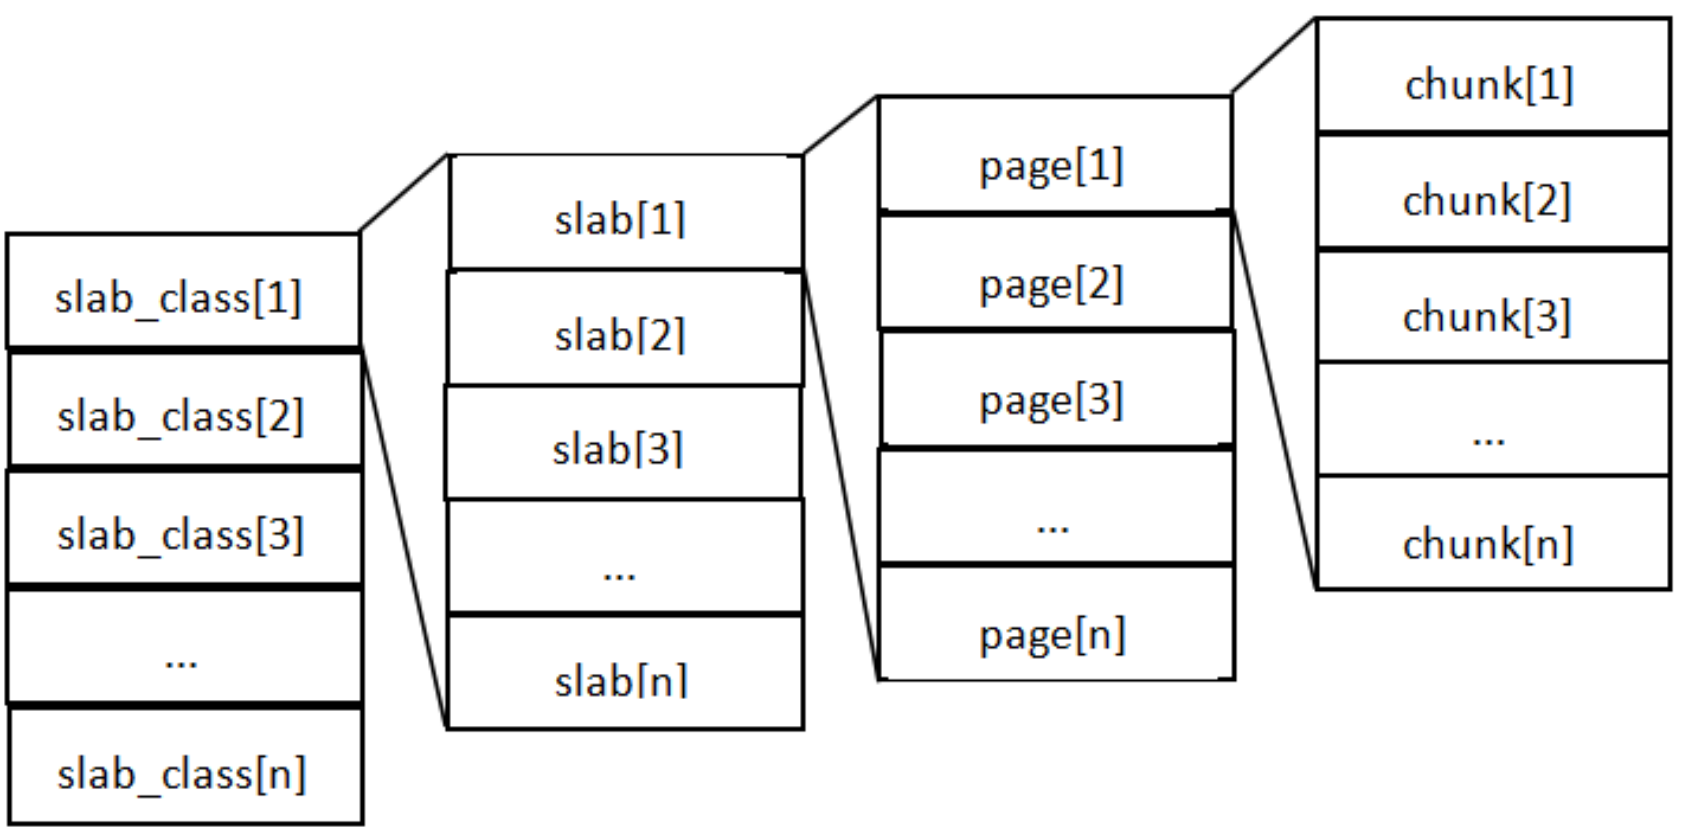 slab_class[1]
slab_class[2]
slab_class[3]
...
slab_class[n]
slab[1]
slab[2]
slab[3]
...
slab[n]
page[1]
page[2]
page[3]
...
page[n]
chunk[1]
chunk[2]
chunk[3]
...
chunk[n]